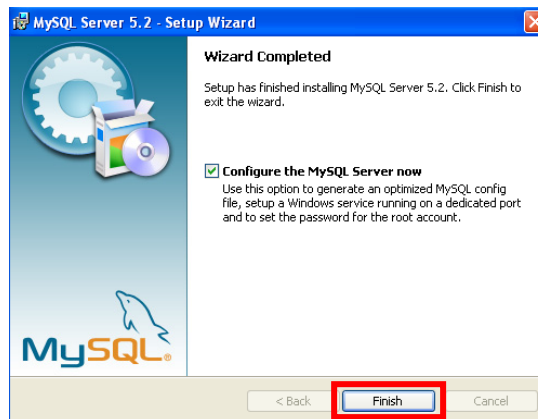 MySQL Server 5.2 - Setup Wizard
Wizard Completed
Setup has finished installing MySQL Server 5.2. Click Finish to
exit the wizard.
Configure the MySQL Server now
Use this option to generate an optimized MySQL config
file, setup a Windows service running on a dedicated port
and to set the password for the root account.
MySQL®
< Back
Finish
Cancel